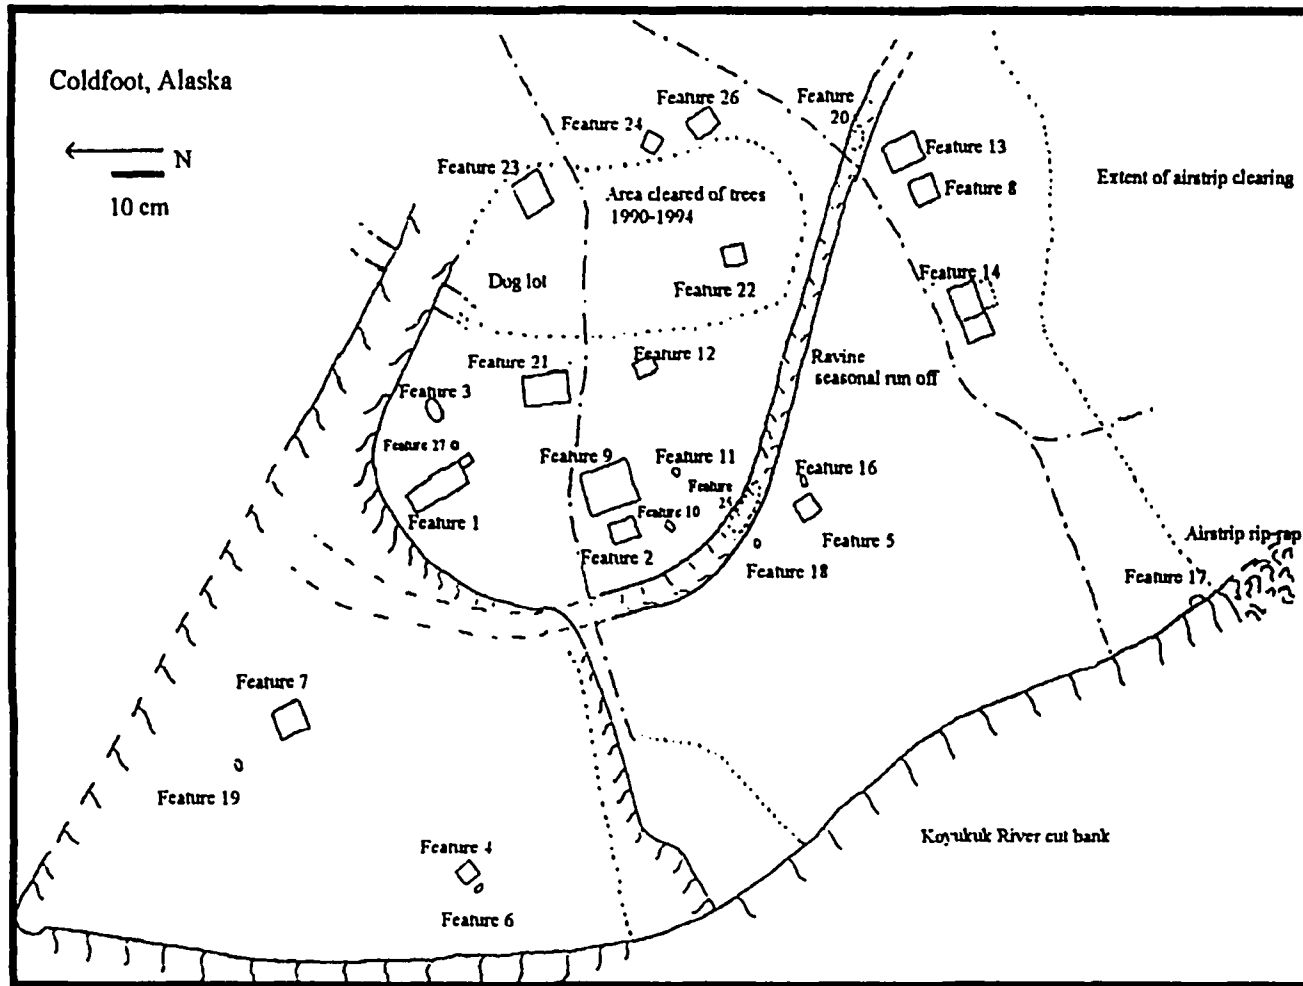 Coldfoot, Alaska
N
10 cm
Feature 26
Feature
20
Feature 24
Feature 13
Feature 23
Feature 8
Area cleared of trees
1990-1994
Extent of airstrip clearing
Dog lot
Feature 22
Feature 14
Feature 12
Feature 21
Ravine
seasonal run off
Feature 3
Feature 27
Feature 9
Feature 11
Feature 16
Feature
25
Feature 10
Feature 1
Feature 2
Feature 5
Feature 18
Airstrip rip-rap
Feature 17
Feature 7
Feature 19
Feature 4
Koyukuk River cut bank
Feature 6